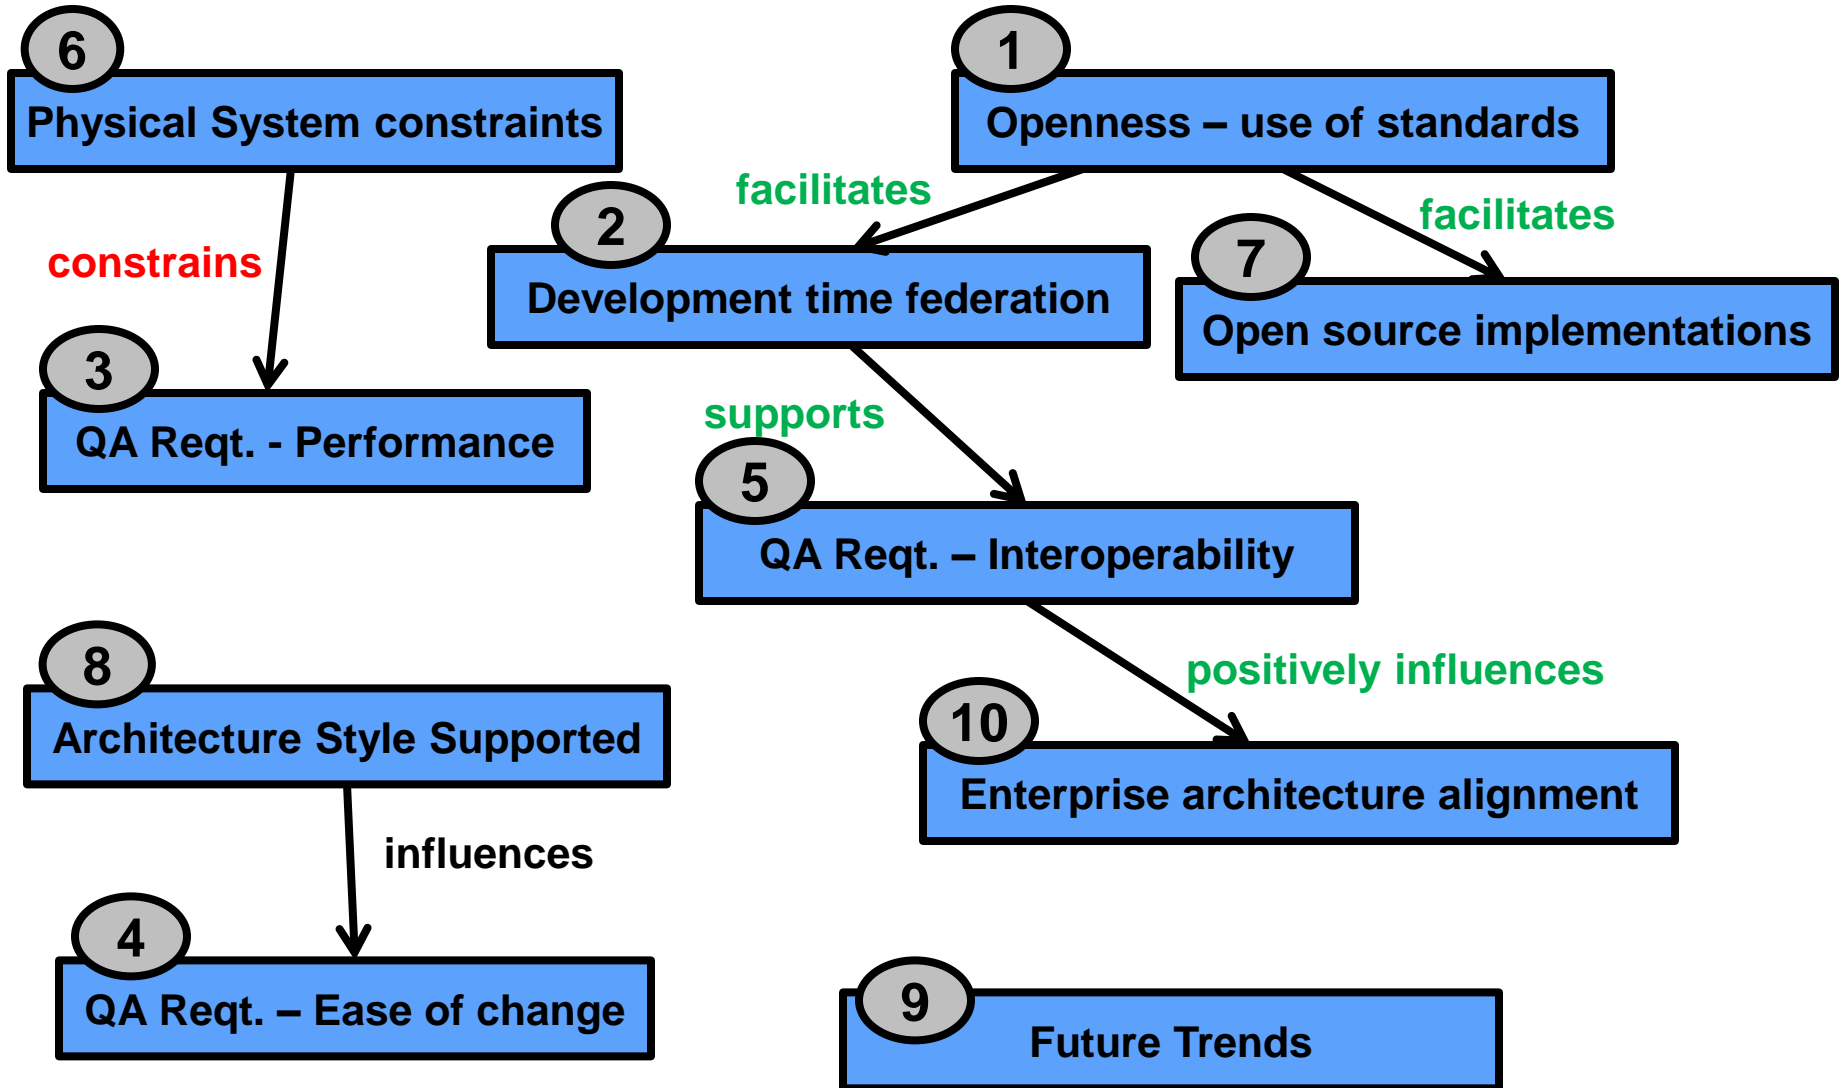 6
Physical System constraints
1
Openness – use of standards
facilitates
facilitates
2
Development time federation
7
Open source implementations
constrains
3
QA Reqt. - Performance
supports
5
QA Reqt. – Interoperability
positively influences
8
Architecture Style Supported
10
Enterprise architecture alignment
influences
4
QA Reqt. – Ease of change
9
Future Trends